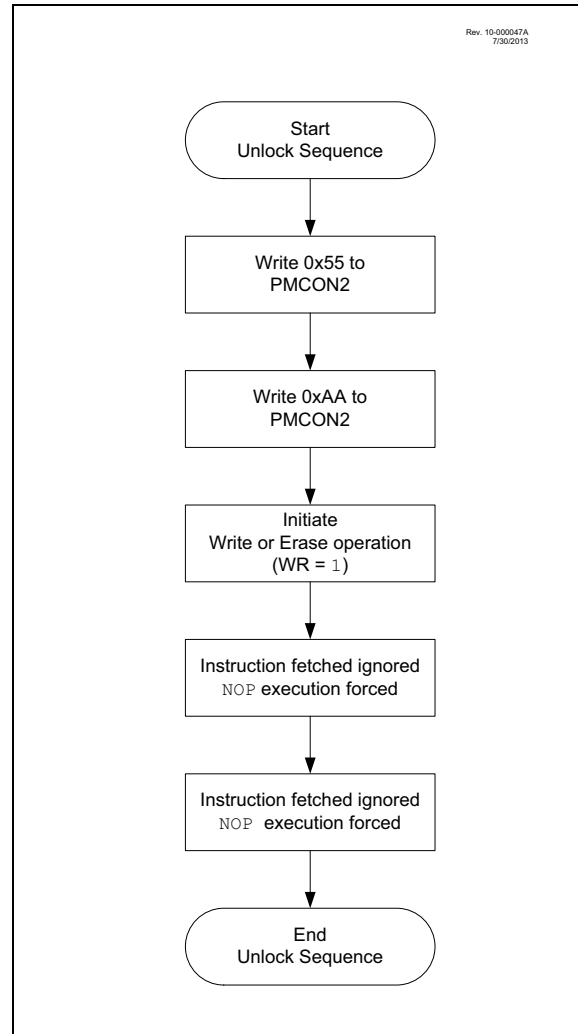 Rev. 10-000047A
7/30/2013
Start
Unlock Sequence
Write 0x55 to
PMCON2
Write 0xAA to
PMCON2
Initiate
Write or Erase operation
(WR = 1)
Instruction fetched ignored
NOP execution forced
Instruction fetched ignored
NOP execution forced
End
Unlock Sequence